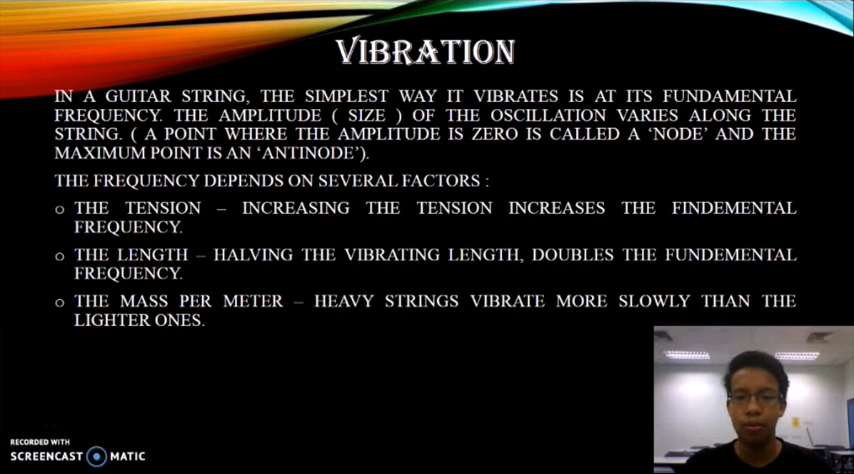 VIBRATION
IN A GUITAR STRING, THE SIMPLEST WAY IT VIBRATES IS AT ITS FUNDAMENTAL
FREQUENCY. THE AMPLITUDE ( SIZE ) OF THE OSCILLATION VARIES ALONG THE
STRING. ( A POINT WHERE THE AMPLITUDE IS ZERO IS CALLED A ‘NODE’ AND THE
MAXIMUM POINT IS AN ‘ANTINODE’).
THE FREQUENCY DEPENDS ON SEVERAL FACTORS :
o THE TENSION – INCREASING THE TENSION INCREASES THE FINDEMENTAL
FREQUENCY.
o THE LENGTH – HALVING THE VIBRATING LENGTH, DOUBLES THE FUNDEMENTAL
FREQUENCY.
o THE MASS PER METER – HEAVY STRINGS VIBRATE MORE SLOWLY THAN THE
LIGHTER ONES.
RECORDED WITH
SCREENCAST MATIC